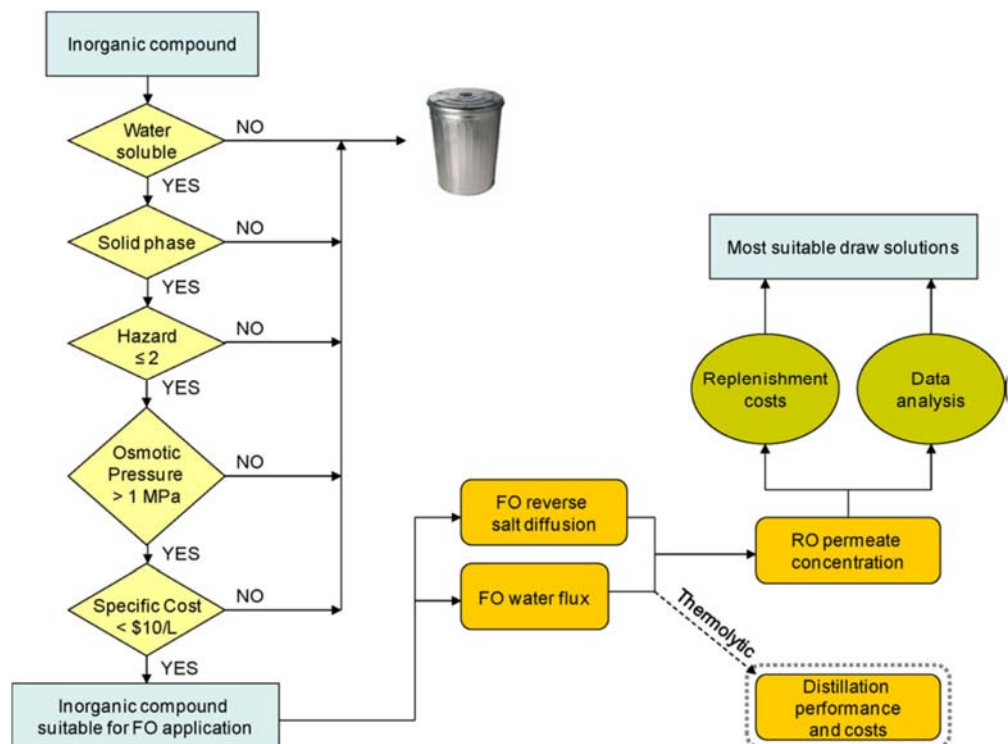 Inorganic compound
Water
soluble
NO
YES
Solid phase
NO
YES
Hazard
≤ 2
NO
YES
Osmotic
Pressure
> 1 MPa
NO
YES
Specific Cost
< $10/L
NO
YES
Inorganic compound
suitable for FO application
FO reverse
salt diffusion
FO water flux
Thermolytic
RO permeate
concentration
Distillation
performance
and costs
Replenishment
costs
Data
analysis
Most suitable draw solutions